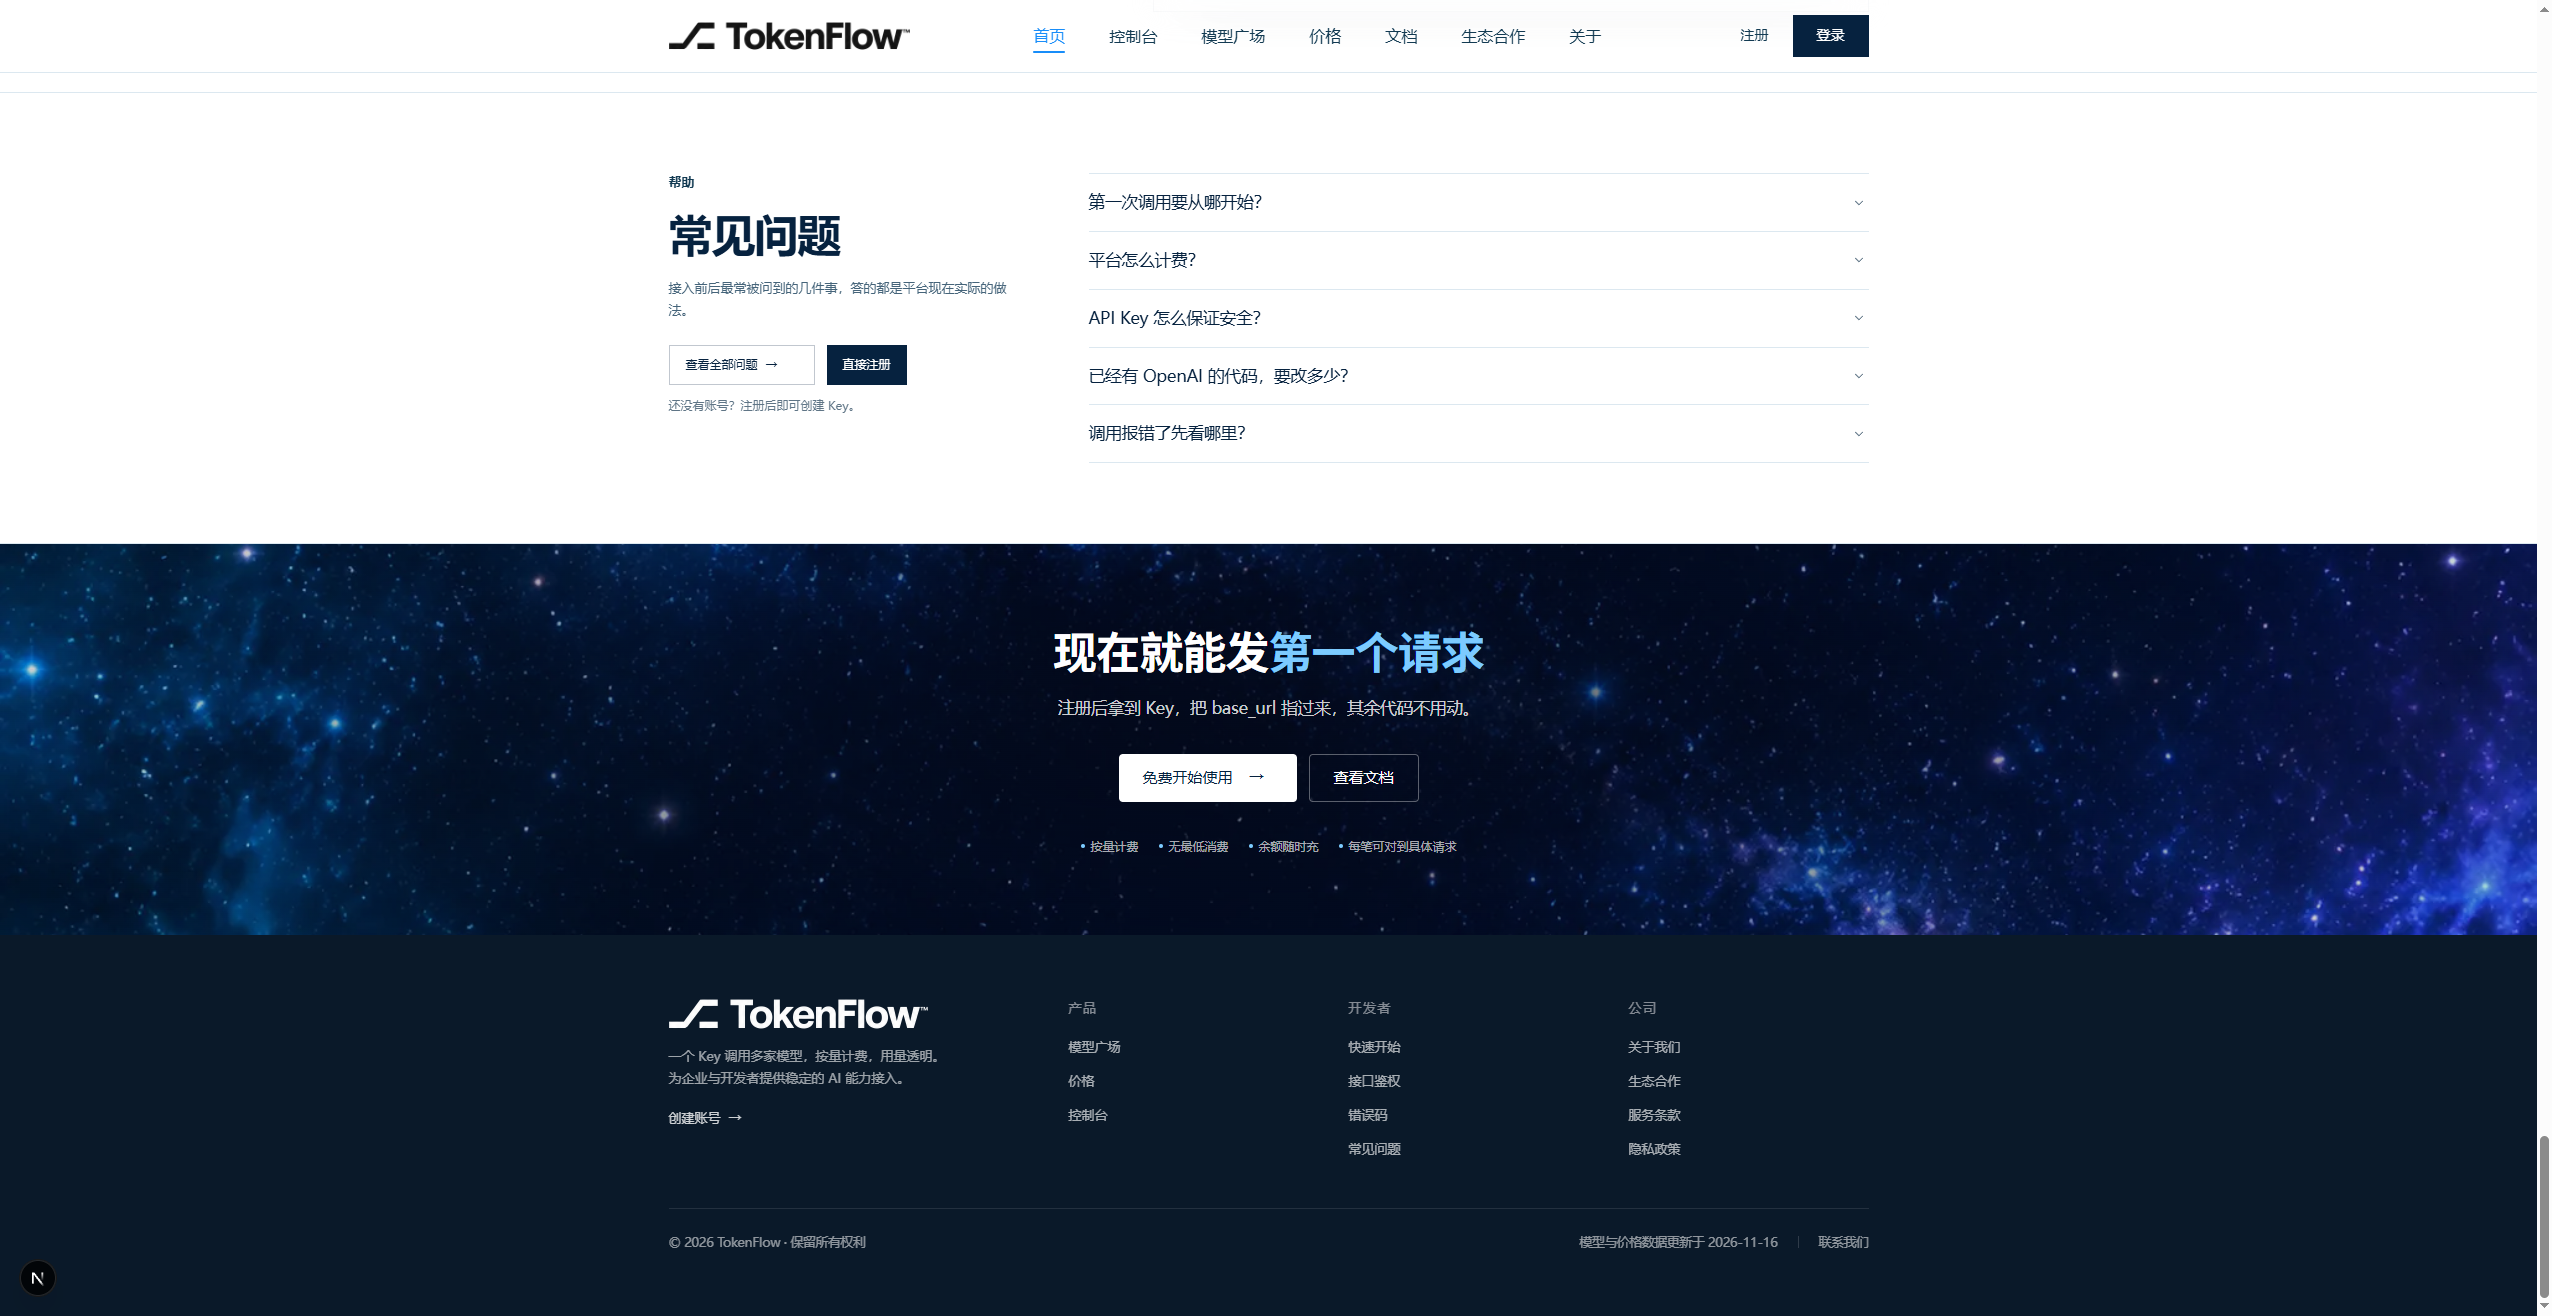 TokenFlow™
首页 控制台 模型广场 价格 文档 生态合作 关于 注册 登录
帮助
常见问题
接入前后最常被问到的几件事，答的都是平台现在实际的做
法。
查看全部问题 →
直接注册
还没有账号？注册后即可创建 Key。
第一次调用要从哪开始？
平台怎么计费？
API Key 怎么保证安全？
已经有 OpenAI 的代码，要改多少？
调用报错了先看哪里？
现在就能发第一个请求
注册后拿到 Key，把 base_url 指过来，其余代码不用动。
免费开始使用 →
查看文档
• 按量计费 • 无最低消费 • 余额随时充 • 每笔可对到具体请求
TokenFlow™
一个 Key 调用多家模型，按量计费，用量透明。
为企业与开发者提供稳定的 AI 能力接入。
创建账号 →
产品
模型广场
价格
控制台
开发者
快速开始
接口鉴权
错误码
常见问题
公司
关于我们
生态合作
服务条款
隐私政策
© 2026 TokenFlow · 保留所有权利
模型与价格数据更新于 2026-11-16
联系我们
N